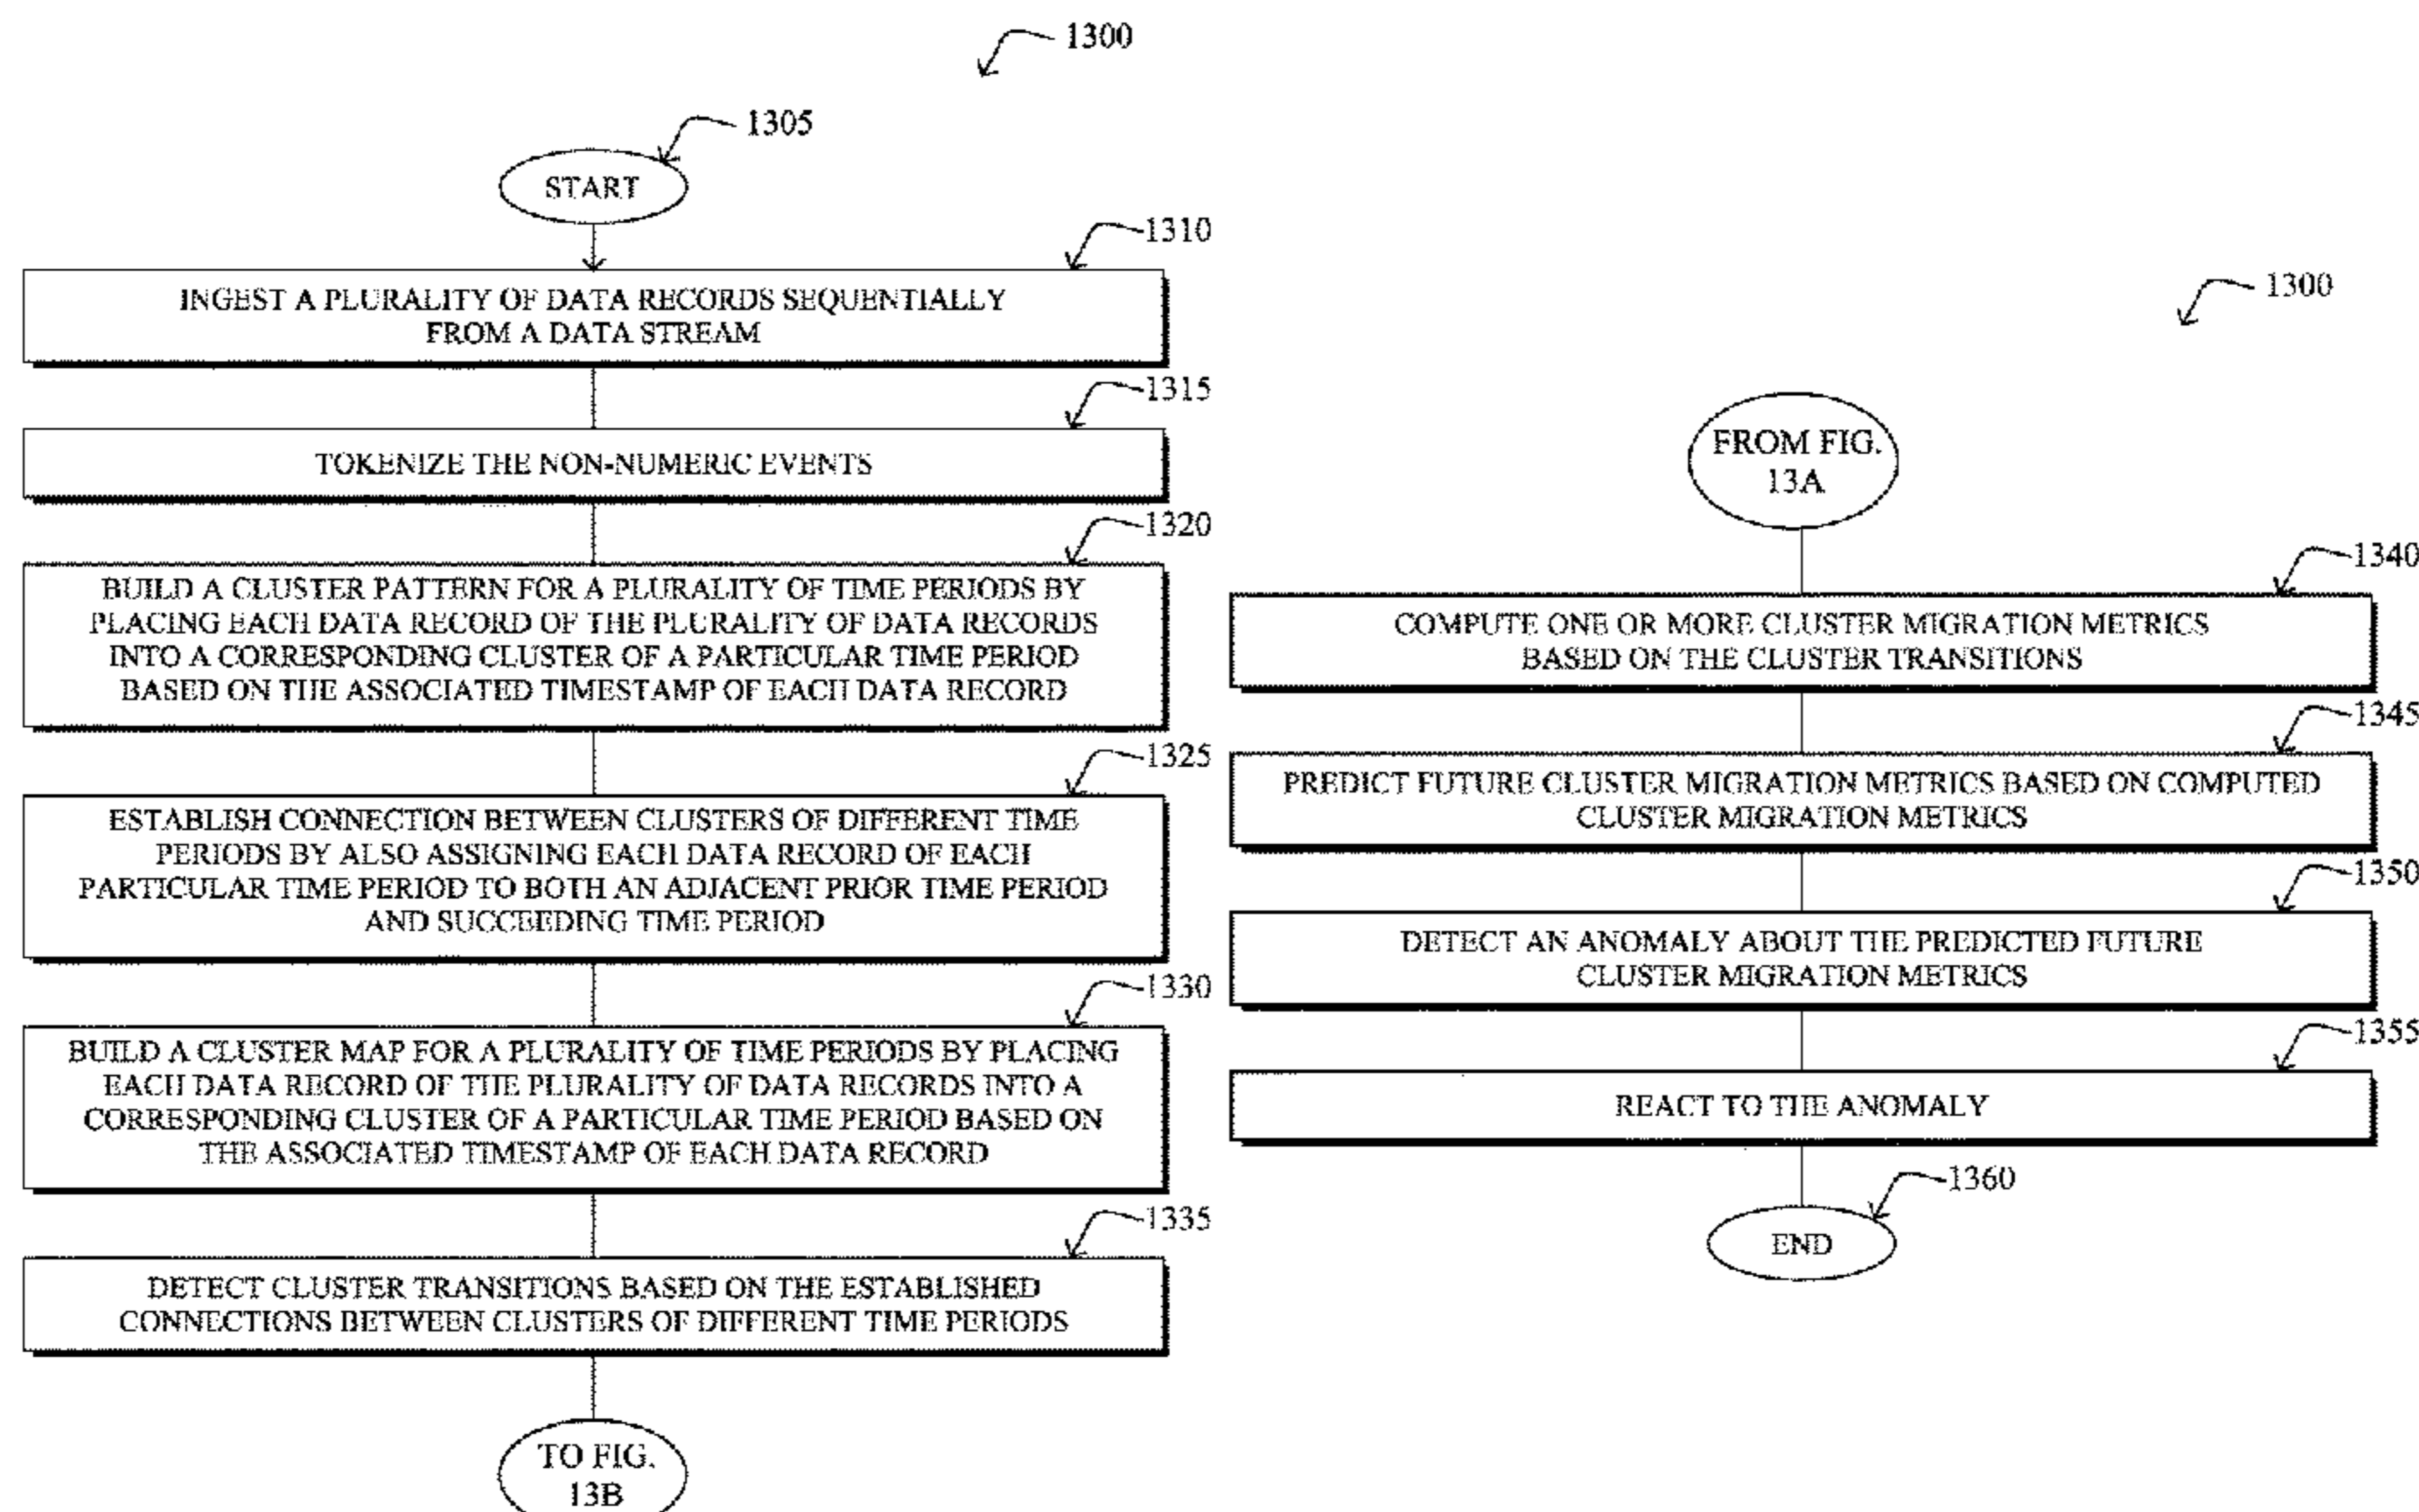 1300
1305
START
1310
INGEST A PLURALITY OF DATA RECORDS SEQUENTIALLY
FROM A DATA STREAM
1315
TOKENIZE THE NON-NUMERIC EVENTS
1320
BUILD A CLUSTER PATTERN FOR A PLURALITY OF TIME PERIODS BY
PLACING EACH DATA RECORD OF THE PLURALITY OF DATA RECORDS
INTO A CORRESPONDING CLUSTER OF A PARTICULAR TIME PERIOD
BASED ON THE ASSOCIATED TIMESTAMP OF EACH DATA RECORD
1325
ESTABLISH CONNECTION BETWEEN CLUSTERS OF DIFFERENT TIME
PERIODS BY ALSO ASSIGNING EACH DATA RECORD OF EACH
PARTICULAR TIME PERIOD TO BOTH AN ADJACENT PRIOR TIME PERIOD
AND SUCCEEDING TIME PERIOD
1330
BUILD A CLUSTER MAP FOR A PLURALITY OF TIME PERIODS BY PLACING
EACH DATA RECORD OF THE PLURALITY OF DATA RECORDS INTO A
CORRESPONDING CLUSTER OF A PARTICULAR TIME PERIOD BASED ON
THE ASSOCIATED TIMESTAMP OF EACH DATA RECORD
1335
DETECT CLUSTER TRANSITIONS BASED ON THE ESTABLISHED
CONNECTIONS BETWEEN CLUSTERS OF DIFFERENT TIME PERIODS
TO FIG.
13B
1300
FROM FIG.
13A
1340
COMPUTE ONE OR MORE CLUSTER MIGRATION METRICS
BASED ON THE CLUSTER TRANSITIONS
1345
PREDICT FUTURE CLUSTER MIGRATION METRICS BASED ON COMPUTED
CLUSTER MIGRATION METRICS
1350
DETECT AN ANOMALY ABOUT THE PREDICTED FUTURE
CLUSTER MIGRATION METRICS
1355
REACT TO THE ANOMALY
1360
END